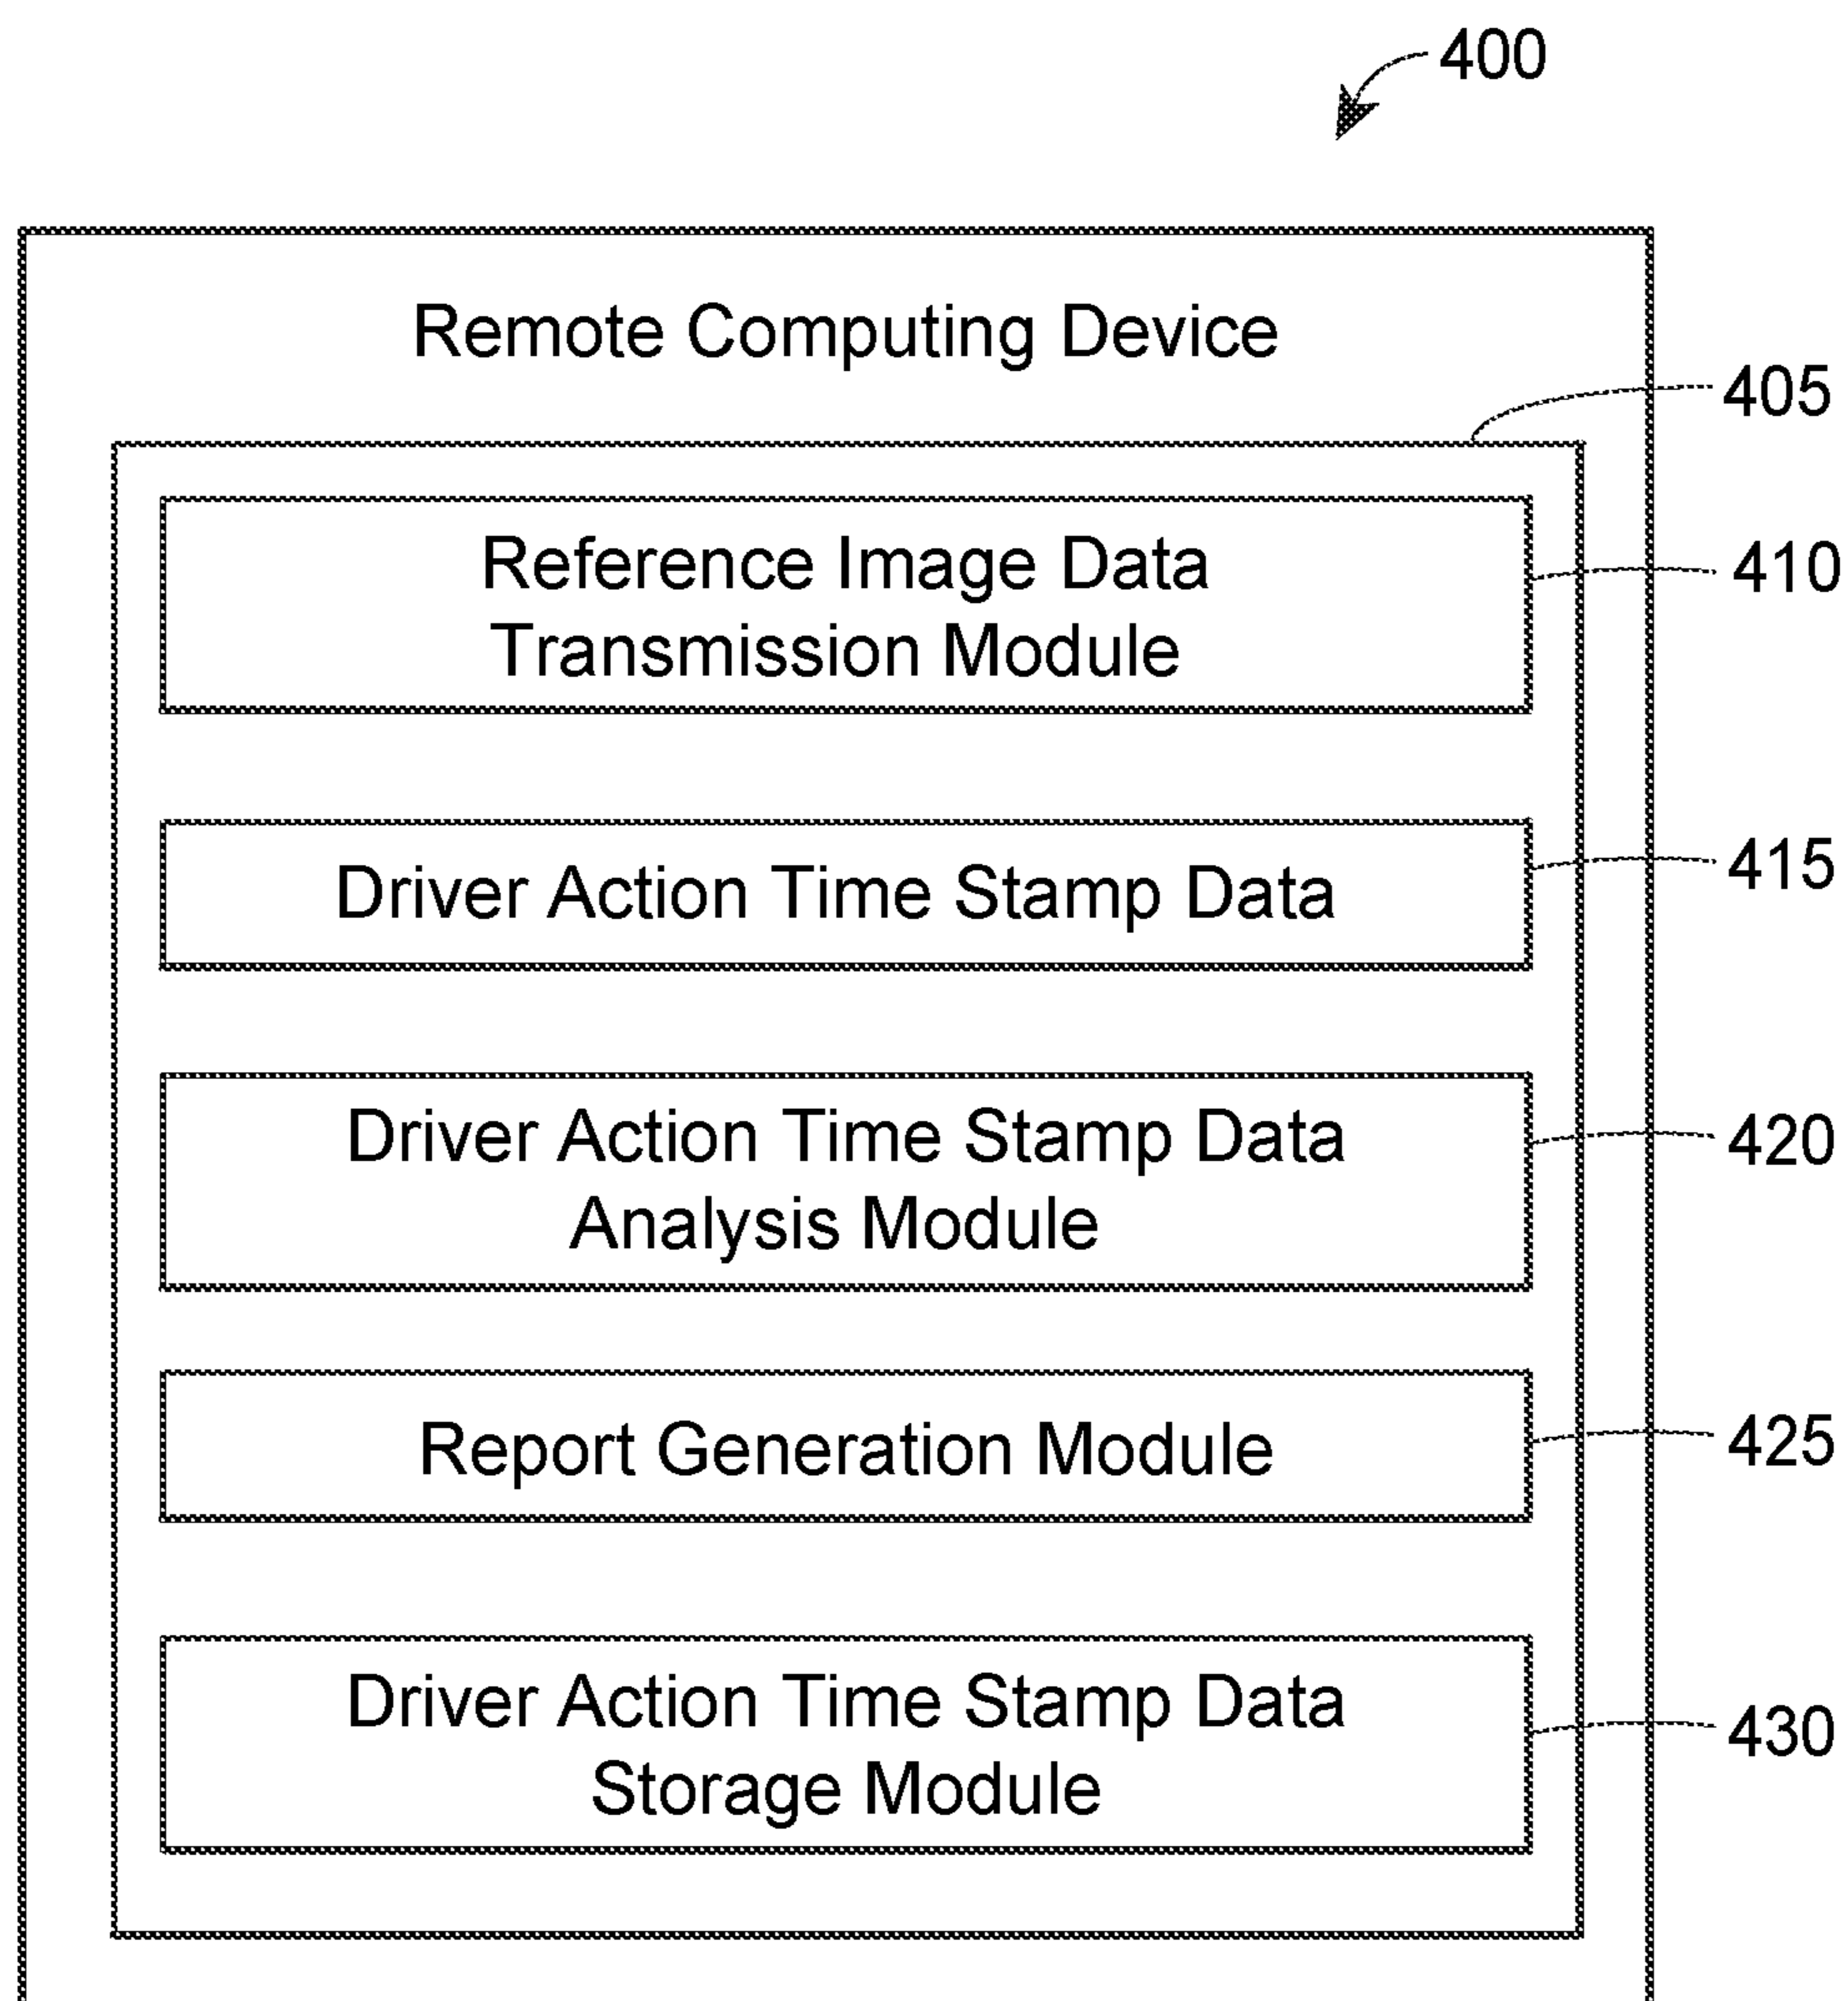 400
Remote Computing Device
405
Reference Image Data
Transmission Module
410
Driver Action Time Stamp Data
415
Driver Action Time Stamp Data
Analysis Module
420
Report Generation Module
425
Driver Action Time Stamp Data
Storage Module
430